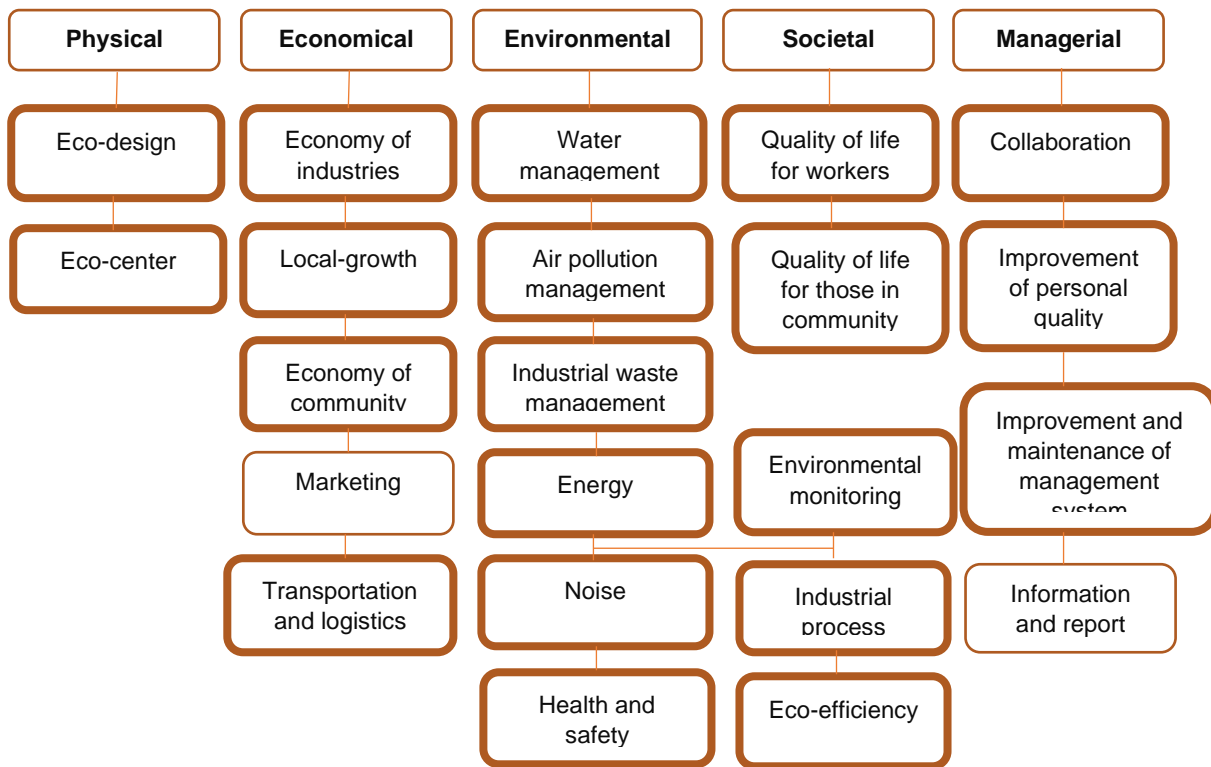 Physical
Economical
Environmental
Societal
Managerial
Eco-design
Economy of
industries
Water
management
Quality of life
for workers
Collaboration
Eco-center
Local-growth
Air pollution
management
Quality of life
for those in
community
Improvement
of personal
quality
Economy of
community
Industrial waste
management
Improvement and
maintenance of
management
system
Marketing
Energy
Environmental
monitoring
Transportation
and logistics
Noise
Industrial
process
Information
and report
Health and
safety
Eco-efficiency